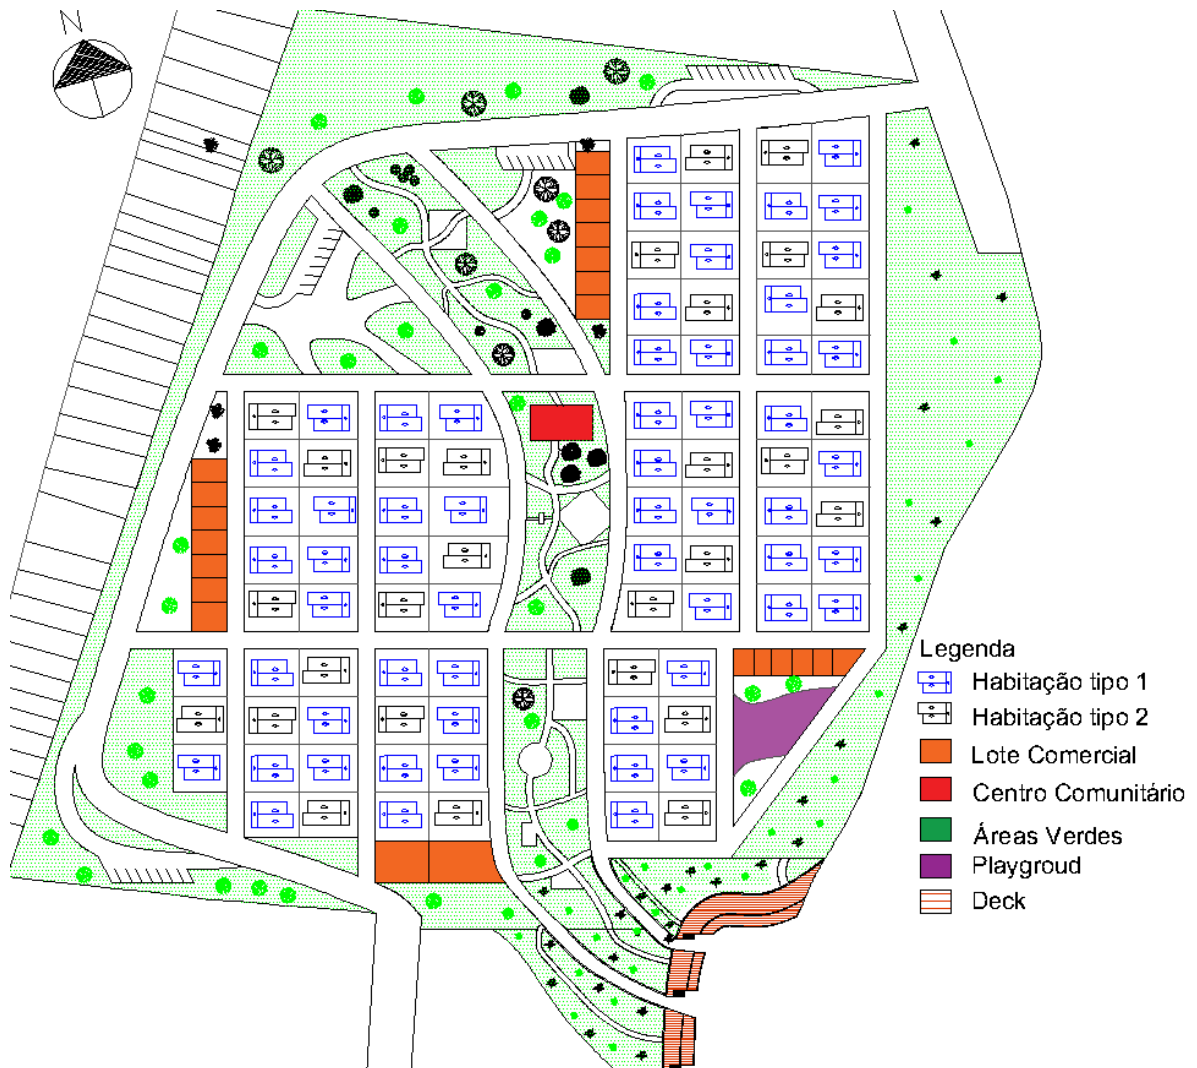 N
Legenda
Habitação tipo 1
Habitação tipo 2
Lote Comercial
Centro Comunitário
Áreas Verdes
Playgroud
Deck